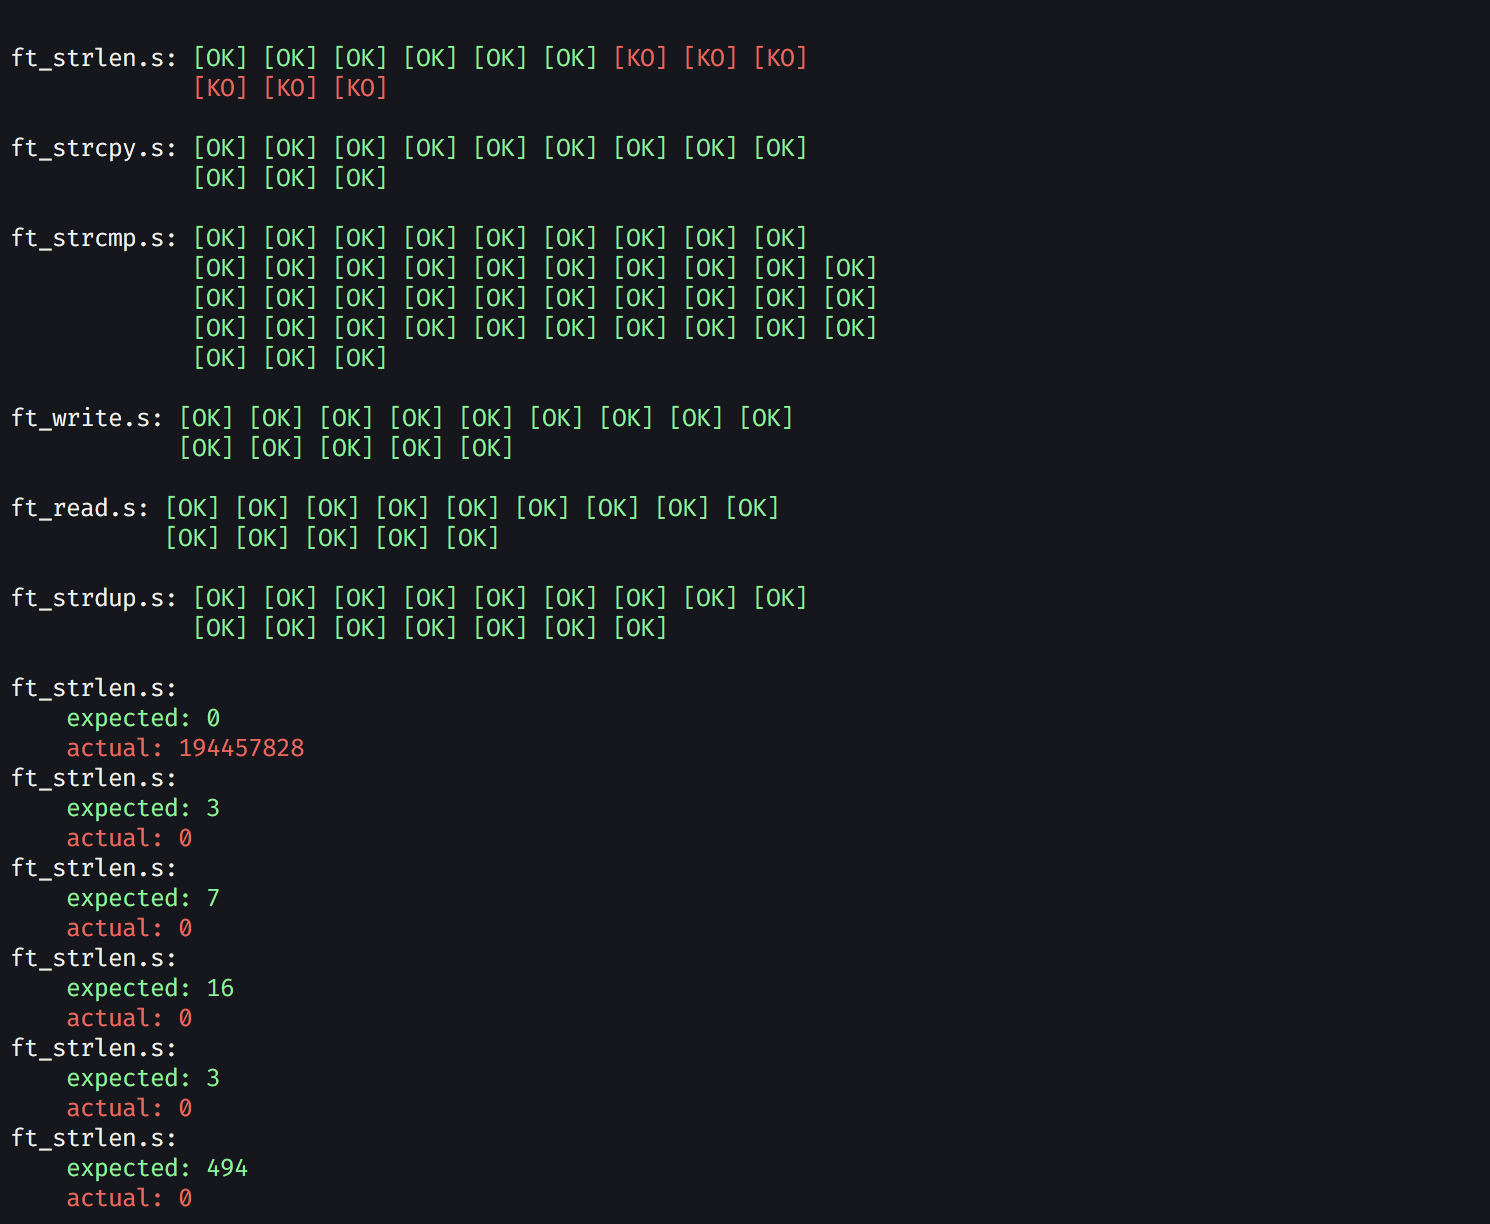 ft_strlen.s: [OK] [OK] [OK] [OK] [OK] [OK] [KO] [KO] [KO]
[KO] [KO] [KO]
ft_strcpy.s: [OK] [OK] [OK] [OK] [OK] [OK] [OK] [OK] [OK]
[OK] [OK] [OK]
ft_strcmp.s: [OK] [OK] [OK] [OK] [OK] [OK] [OK] [OK] [OK]
[OK] [OK] [OK] [OK] [OK] [OK] [OK] [OK] [OK] [OK]
[OK] [OK] [OK] [OK] [OK] [OK] [OK] [OK] [OK] [OK]
[OK] [OK] [OK] [OK] [OK] [OK] [OK] [OK] [OK] [OK]
[OK] [OK] [OK]
ft_write.s: [OK] [OK] [OK] [OK] [OK] [OK] [OK] [OK] [OK]
[OK] [OK] [OK] [OK] [OK]
ft_read.s: [OK] [OK] [OK] [OK] [OK] [OK] [OK] [OK] [OK]
[OK] [OK] [OK] [OK] [OK]
ft_strdup.s: [OK] [OK] [OK] [OK] [OK] [OK] [OK] [OK] [OK]
[OK] [OK] [OK] [OK] [OK] [OK] [OK]
ft_strlen.s:
expected: 0
actual: 194457828
ft_strlen.s:
expected: 3
actual: 0
ft_strlen.s:
expected: 7
actual: 0
ft_strlen.s:
expected: 16
actual: 0
ft_strlen.s:
expected: 3
actual: 0
ft_strlen.s:
expected: 494
actual: 0